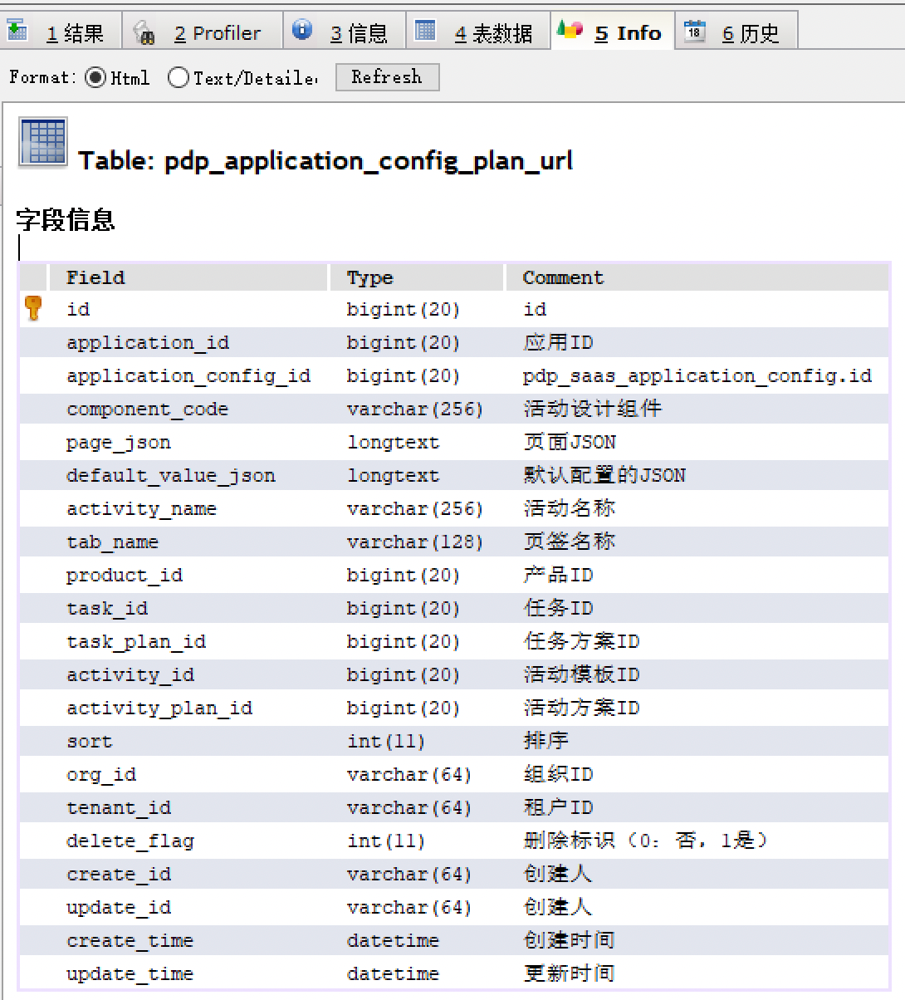 1 结果 2 Profiler 3 信息 4 表数据 5 Info 18 6 历史
Format: Html Text/Detaile Refresh
Table: pdp_application_config_plan_url
字段信息
Field Type Comment
id bigint(20) id
application_id bigint(20) 应用ID
application_config_id bigint(20) pdp_saas_application_config.id
component_code varchar(256) 活动设计组件
page_json longtext 页面JSON
default_value_json longtext 默认配置的JSON
activity_name varchar(256) 活动名称
tab_name varchar(128) 页签名称
product_id bigint(20) 产品ID
task_id bigint(20) 任务ID
task_plan_id bigint(20) 任务方案ID
activity_id bigint(20) 活动模板ID
activity_plan_id bigint(20) 活动方案ID
sort int(11) 排序
org_id varchar(64) 组织ID
tenant_id varchar(64) 租户ID
delete_flag int(11) 删除标识（0：否，1是）
create_id varchar(64) 创建人
update_id varchar(64) 创建人
create_time datetime 创建时间
update_time datetime 更新时间